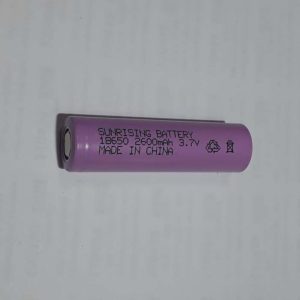 SUNRISING BATTERY
18650 2600mAh 3.7V
MADE IN CHINA